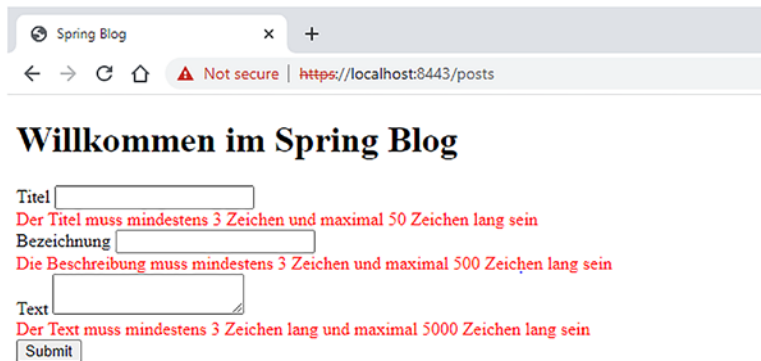 Spring Blog
Not secure | https://localhost:8443/posts
Willkommen im Spring Blog
Titel
Der Titel muss mindestens 3 Zeichen und maximal 50 Zeichen lang sein
Bezeichnung
Die Beschreibung muss mindestens 3 Zeichen und maximal 500 Zeichen lang sein
Text
Der Text muss mindestens 3 Zeichen lang und maximal 5000 Zeichen lang sein
Submit